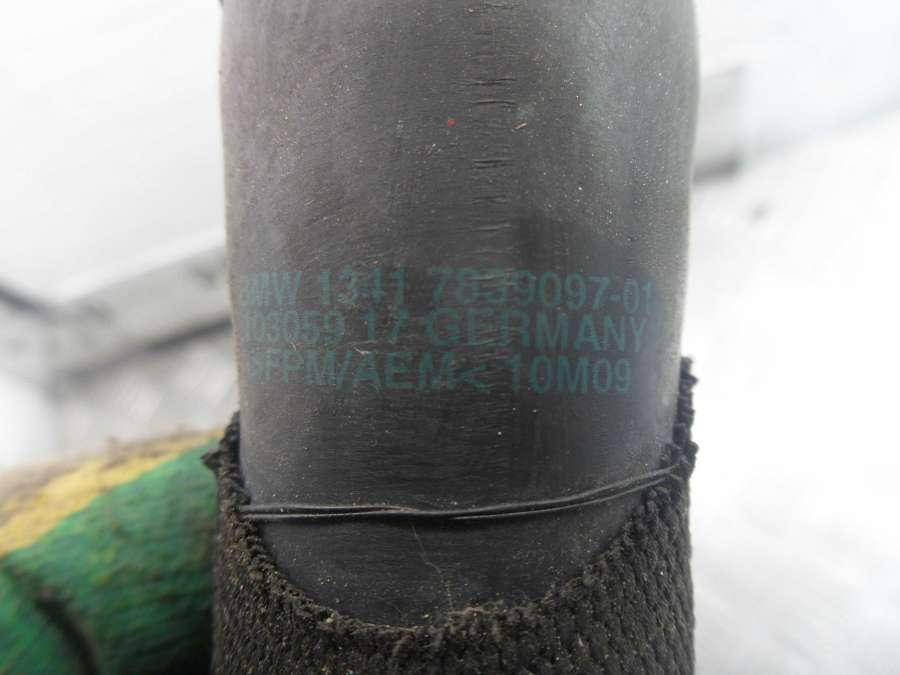 BMW 1341 7839097-01
103059 17 GERMANY
>FPM/AEM< 10M09